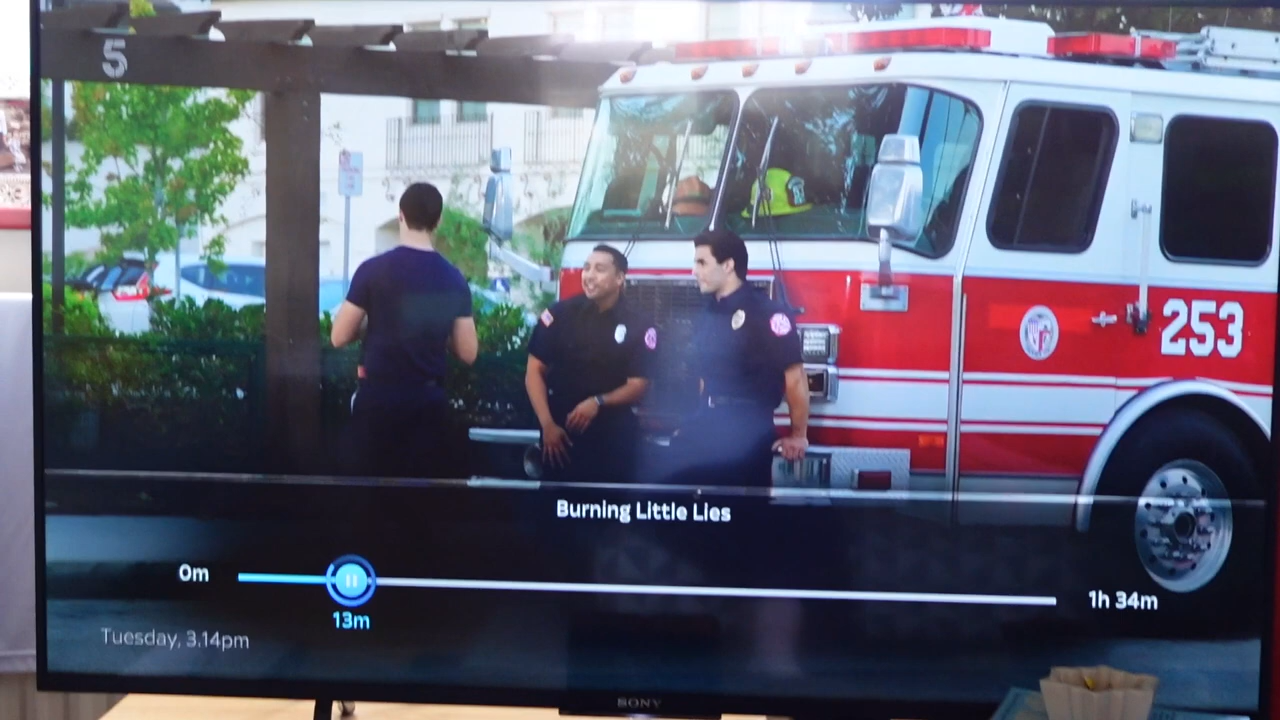 5
253
Burning Little Lies
0m
13m
1h 34m
Tuesday, 3.14pm
SONY